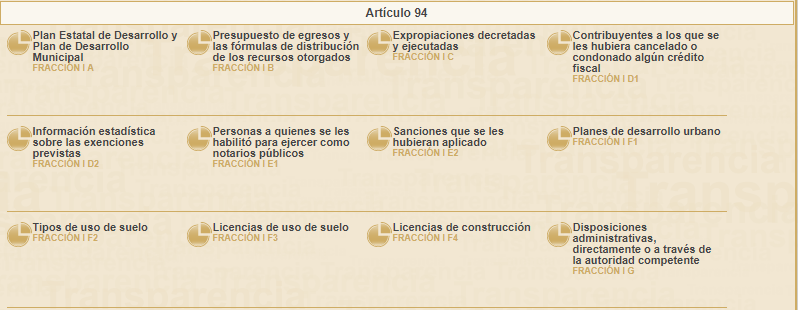 Artículo 94
Plan Estatal de Desarrollo y
Plan de Desarrollo
Municipal
FRACCIÓN I A
Presupuesto de egresos y
las fórmulas de distribución
de los recursos otorgados
FRACCIÓN I B
Expropiaciones decretadas
y ejecutadas
FRACCIÓN I C
Contribuyentes a los que se
les hubiera cancelado o
condonado algún crédito
fiscal
FRACCIÓN I D1
Información estadística
sobre las exenciones
previstas
FRACCIÓN I D2
Personas a quienes se les
habilitó para ejercer como
notarios públicos
FRACCIÓN I E1
Sanciones que se les
hubieran aplicado
FRACCIÓN I E2
Planes de desarrollo urbano
FRACCIÓN I F1
Tipos de uso de suelo
FRACCIÓN I F2
Licencias de uso de suelo
FRACCIÓN I F3
Licencias de construcción
FRACCIÓN I F4
Disposiciones
administrativas,
directamente o a través de
la autoridad competente
FRACCIÓN I G
Transparencia
Transparencia